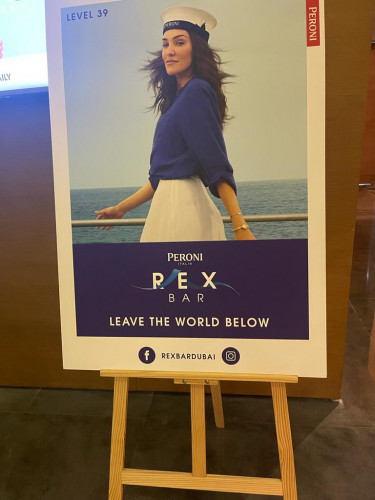 LEVEL 39
PERONI
PERONI
ITALIA
REX
BAR
LEAVE THE WORLD BELOW
REXBARDUBAI